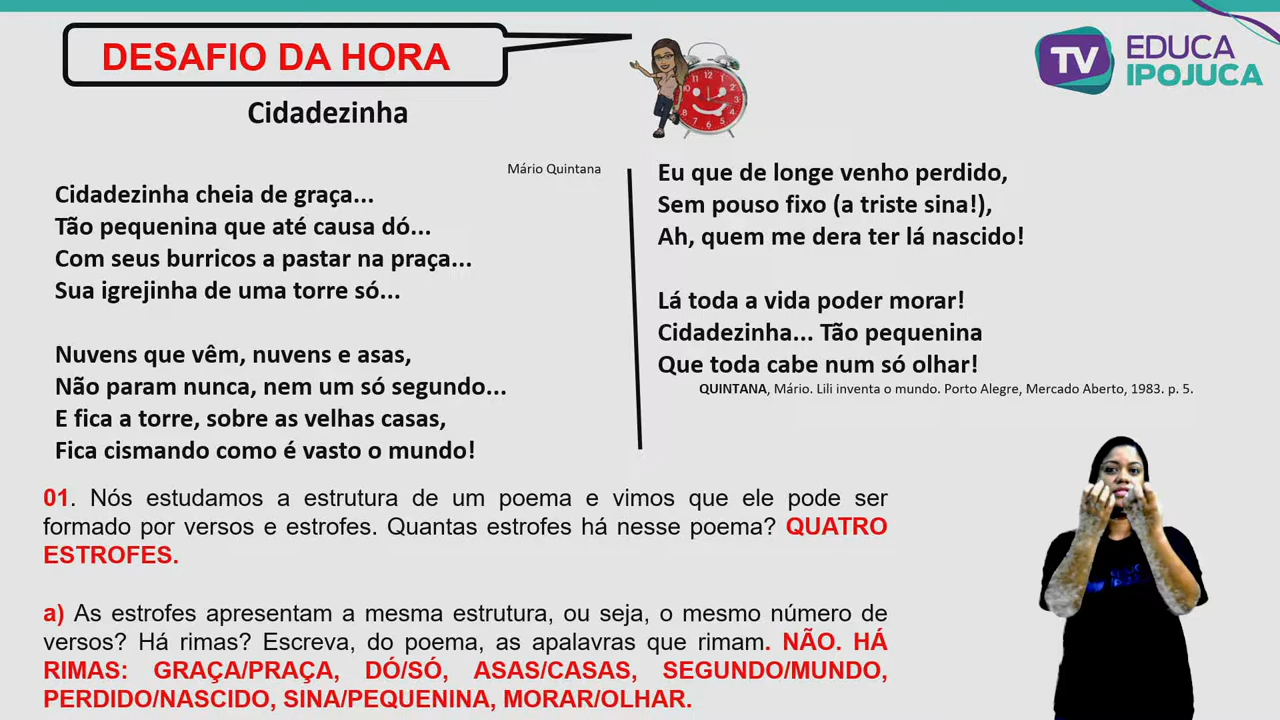 DESAFIO DA HORA
TV EDUCA
IPOJUCA
Cidadezinha
Mário Quintana
Cidadezinha cheia de graça...
Tão pequenina que até causa dó...
Com seus burricos a pastar na praça...
Sua igrejinha de uma torre só...
Nuvens que vêm, nuvens e asas,
Não param nunca, nem um só segundo...
E fica a torre, sobre as velhas casas,
Fica cismando como é vasto o mundo!
Eu que de longe venho perdido,
Sem pouso fixo (a triste sina!),
Ah, quem me dera ter lá nascido!
Lá toda a vida poder morar!
Cidadezinha... Tão pequenina
Que toda cabe num só olhar!
QUINTANA, Mário. Lili inventa o mundo. Porto Alegre, Mercado Aberto, 1983. p. 5.
01. Nós estudamos a estrutura de um poema e vimos que ele pode ser
formado por versos e estrofes. Quantas estrofes há nesse poema? QUATRO
ESTROFES.
a) As estrofes apresentam a mesma estrutura, ou seja, o mesmo número de
versos? Há rimas? Escreva, do poema, as apalavras que rimam. NÃO. HÁ
RIMAS: GRAÇA/PRAÇA, DÓ/SÓ, ASAS/CASAS, SEGUNDO/MUNDO,
PERDIDO/NASCIDO, SINA/PEQUENINA, MORAR/OLHAR.